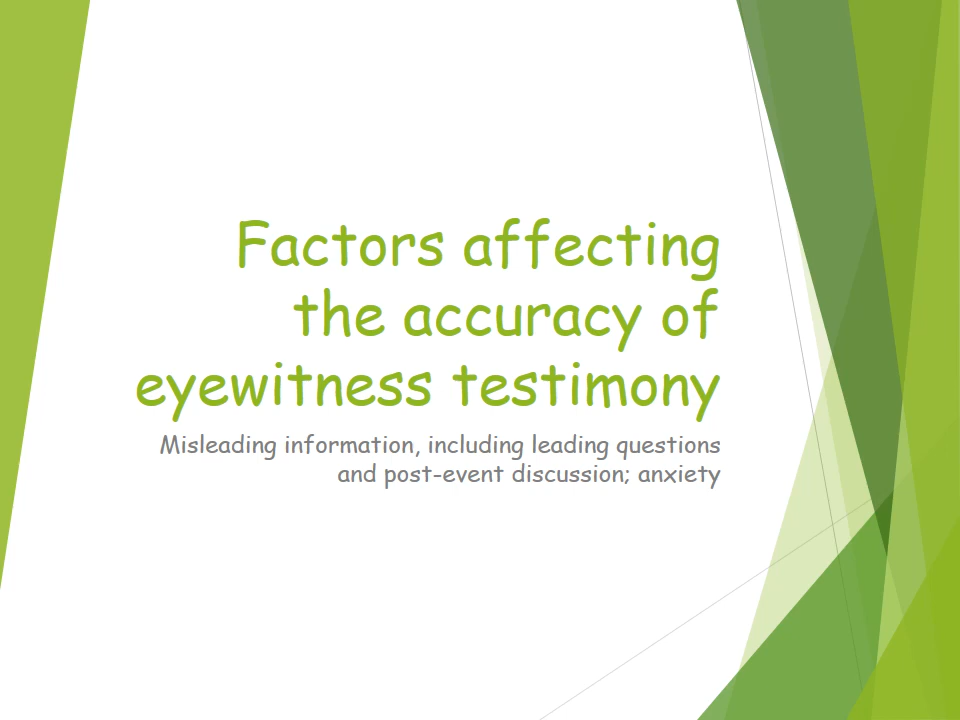 Factors affecting
the accuracy of
eyewitness testimony
Misleading information, including leading questions
and post-event discussion; anxiety